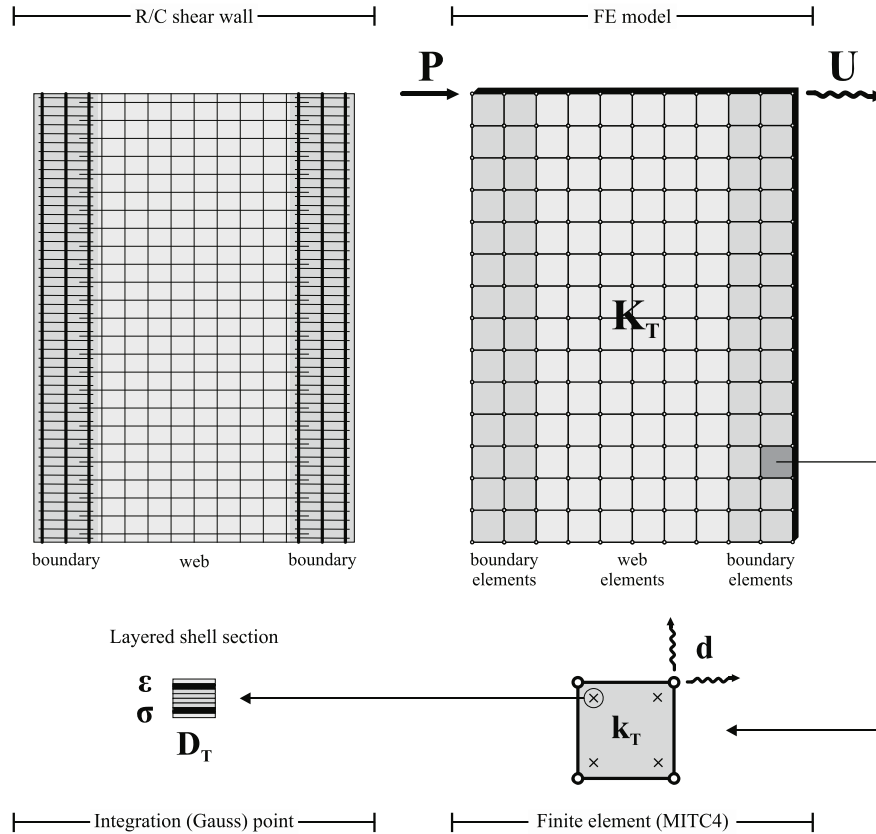 R/C shear wall
FE model
P
U
K_T
boundary
web
boundary
boundary
elements
web
elements
boundary
elements
Layered shell section
ε
σ
D_T
d
k_T
Integration (Gauss) point
Finite element (MITC4)